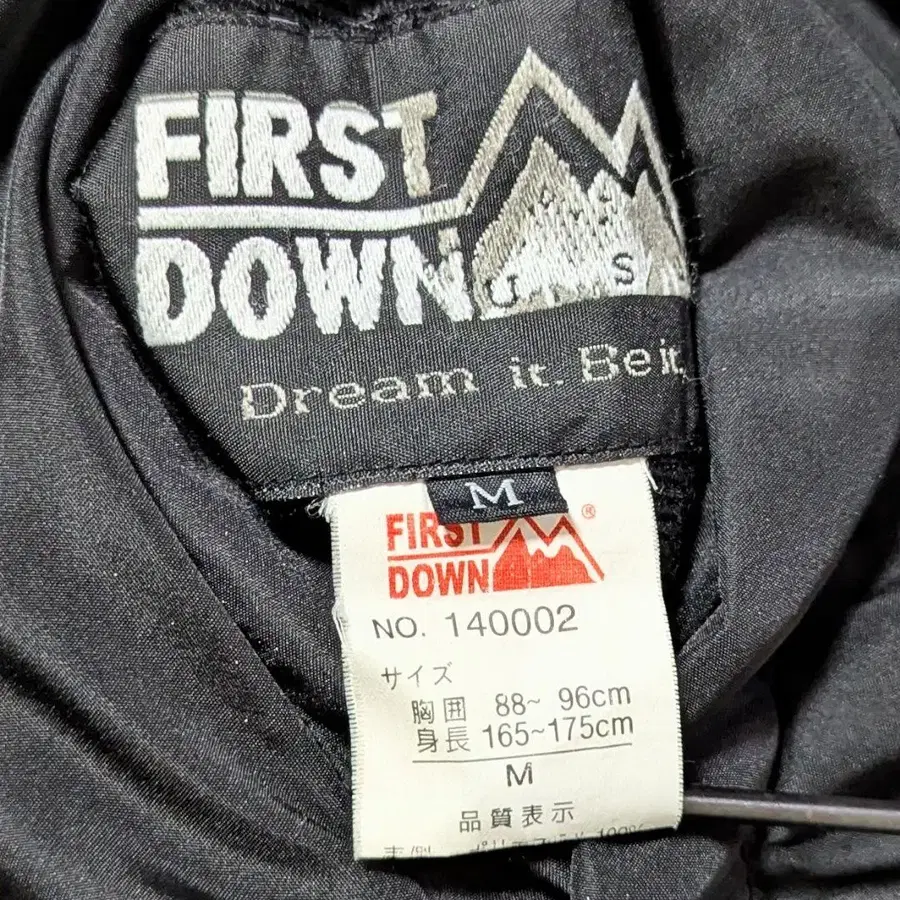 FIRST
DOWN
U S
Dream it. Be it.
M
FIRST ®
DOWN
NO. 140002
サイズ
胸囲 88~ 96cm
身長 165~175cm
M
品質表示
100%